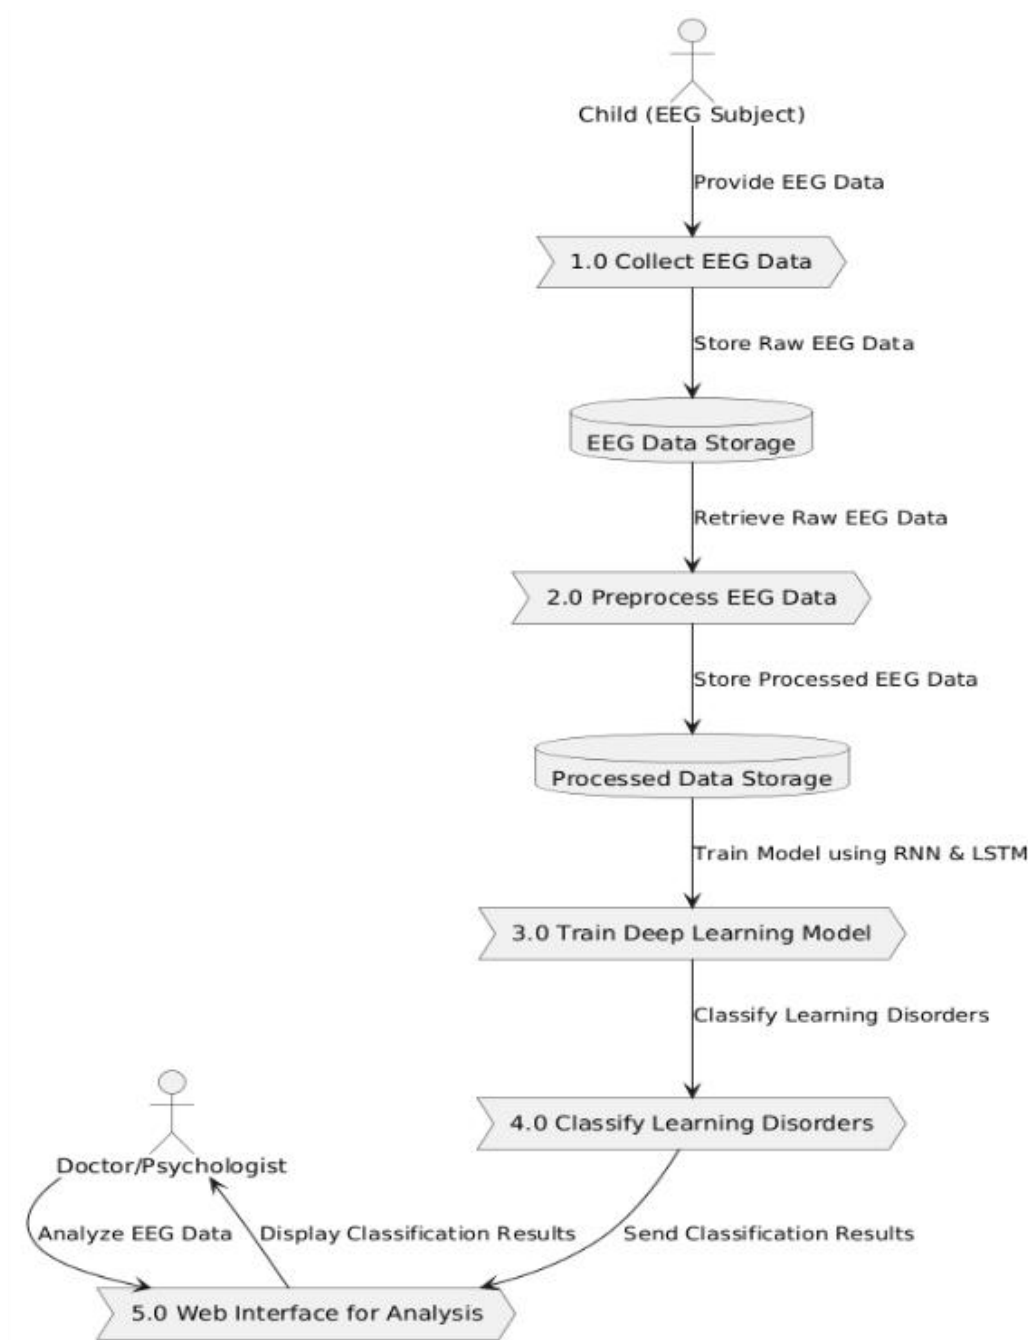 Child (EEG Subject)
Provide EEG Data
1.0 Collect EEG Data
Store Raw EEG Data
EEG Data Storage
Retrieve Raw EEG Data
2.0 Preprocess EEG Data
Store Processed EEG Data
Processed Data Storage
Train Model using RNN & LSTM
3.0 Train Deep Learning Model
Classify Learning Disorders
4.0 Classify Learning Disorders
Doctor/Psychologist
Analyze EEG Data
Display Classification Results
Send Classification Results
5.0 Web Interface for Analysis